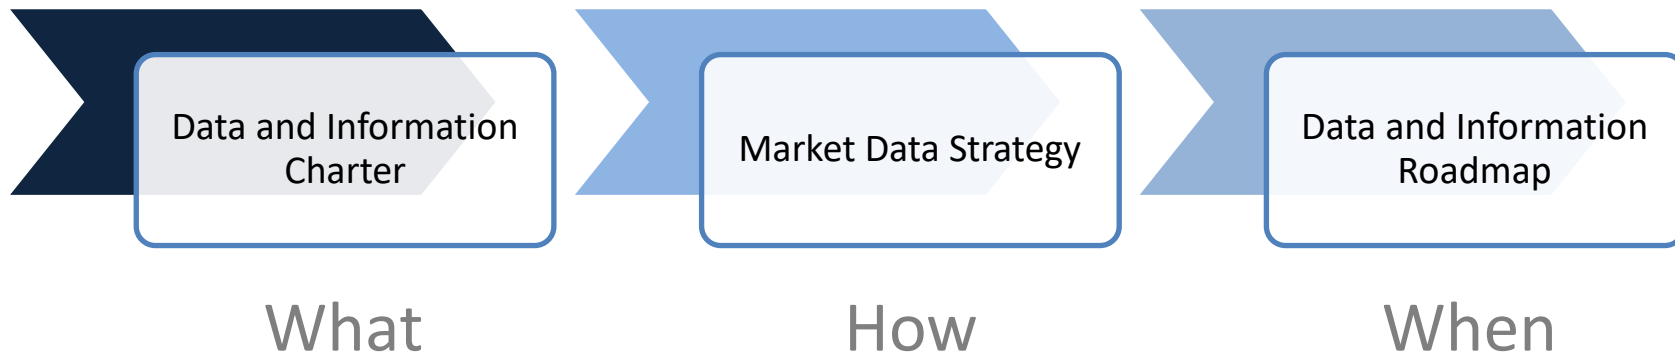 Data and Information
Charter
Market Data Strategy
Data and Information
Roadmap
What
How
When